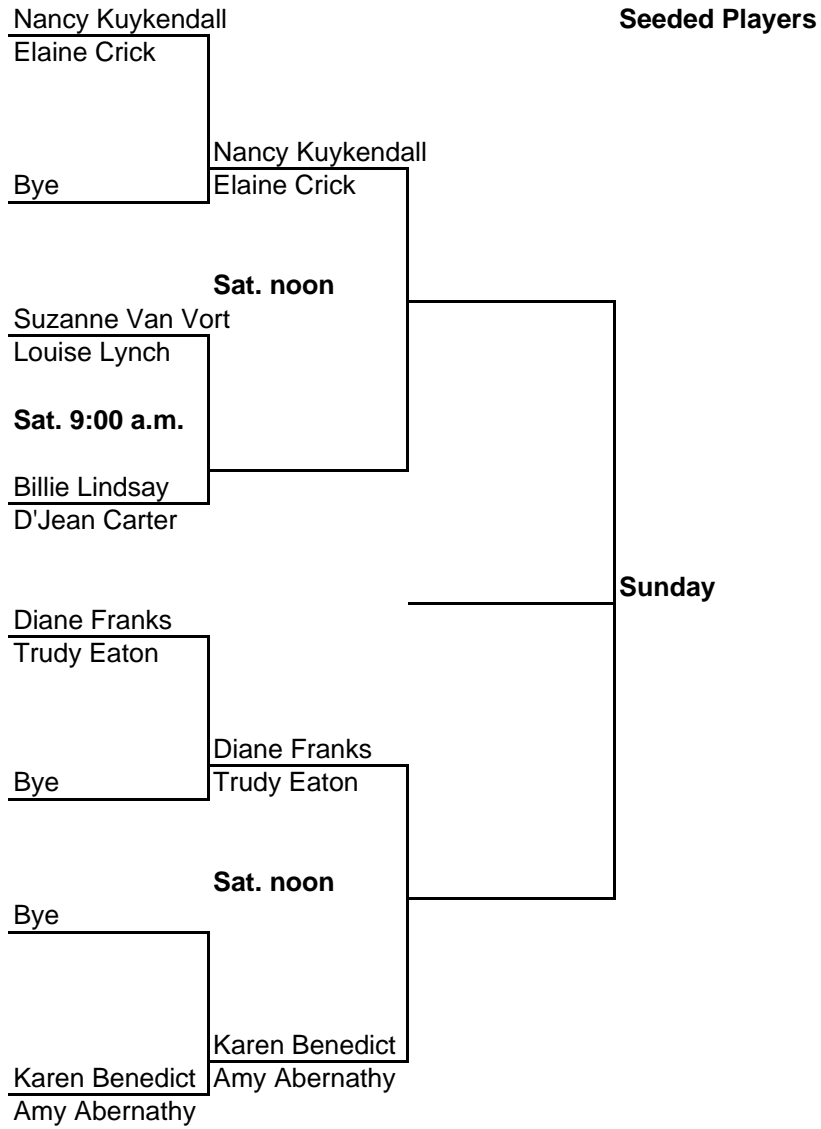 Nancy Kuykendall
Seeded Players
Elaine Crick
Nancy Kuykendall
Bye
Elaine Crick
Sat. noon
Suzanne Van Vort
Louise Lynch
Sat. 9:00 a.m.
Billie Lindsay
D'Jean Carter
Sunday
Diane Franks
Trudy Eaton
Diane Franks
Bye
Trudy Eaton
Sat. noon
Bye
Karen Benedict
Karen Benedict
Amy Abernathy
Amy Abernathy